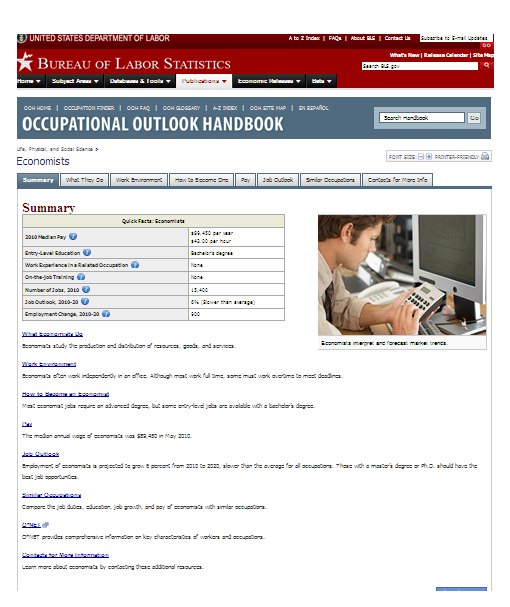 UNITED STATES DEPARTMENT OF LABOR
A to Z Index | FAQs | About BLS | Contact Us Subscribe to E-mail Updates GO
BUREAU OF LABOR STATISTICS
What's New | Release Calendar | Site Map
Search BLS.gov
Home Subject Areas Databases & Tools Publications Economic Releases Beta
OOH HOME | OCCUPATION FINDER | OOH FAQ | OOH GLOSSARY | A-Z INDEX | OOH SITE MAP | EN ESPAÑOL
OCCUPATIONAL OUTLOOK HANDBOOK
Search Handbook Go
Life, Physical, and Social Science >
Economists
FONT SIZE: PRINTER-FRIENDLY
Summary What They Do Work Environment How to Become One Pay Job Outlook Similar Occupations Contacts for More Info
Summary
Quick Facts: Economists
2010 Median Pay ? $89,450 per year
$43.00 per hour
Entry-Level Education ? Bachelor's degree
Work Experience in a Related Occupation ? None
On-the-job Training ? None
Number of Jobs, 2010 ? 15,400
Job Outlook, 2010-20 ? 6% (Slower than average)
Employment Change, 2010-20 ? 900
Economists interpret and forecast market trends.
What Economists Do
Economists study the production and distribution of resources, goods, and services.
Work Environment
Economists often work independently in an office. Although most work full time, some must work overtime to meet deadlines.
How to Become an Economist
Most economist jobs require an advanced degree, but some entry-level jobs are available with a bachelor's degree.
Pay
The median annual wage of economists was $89,450 in May 2010.
Job Outlook
Employment of economists is projected to grow 6 percent from 2010 to 2020, slower than the average for all occupations. Those with a master's degree or Ph.D. should have the
best job opportunities.
Similar Occupations
Compare the job duties, education, job growth, and pay of economists with similar occupations.
O*NET
O*NET provides comprehensive information on key characteristics of workers and occupations.
Contacts for More Information
Learn more about economists by contacting these additional resources.